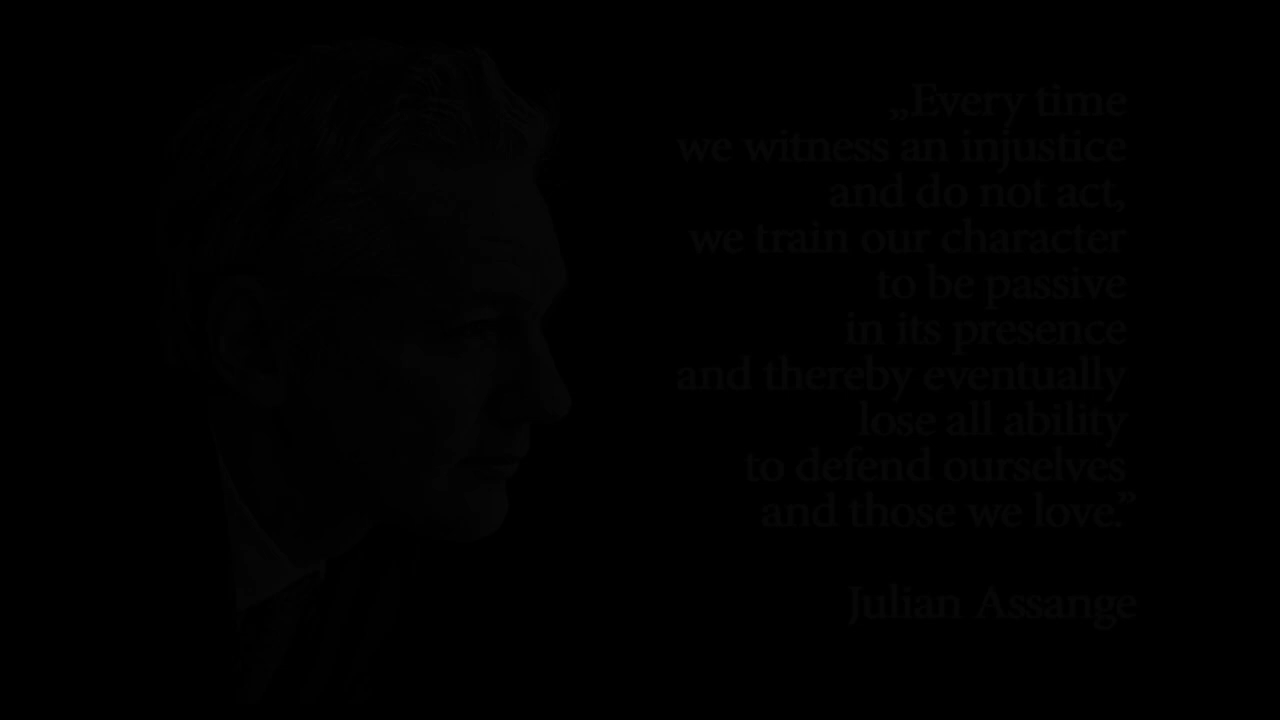 „Every time
we witness an injustice
and do not act,
we train our character
to be passive
in its presence
and thereby eventually
lose all ability
to defend ourselves
and those we love.”
Julian Assange